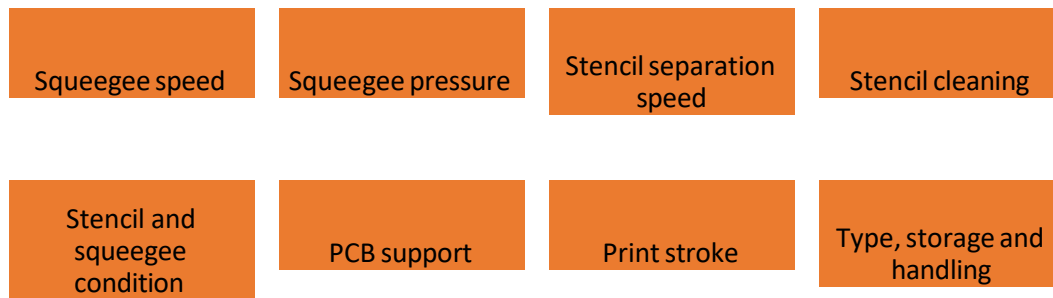 Squeegee speed
Squeegee pressure
Stencil separation
speed
Stencil cleaning
Stencil and
squeegee
condition
PCB support
Print stroke
Type, storage and
handling